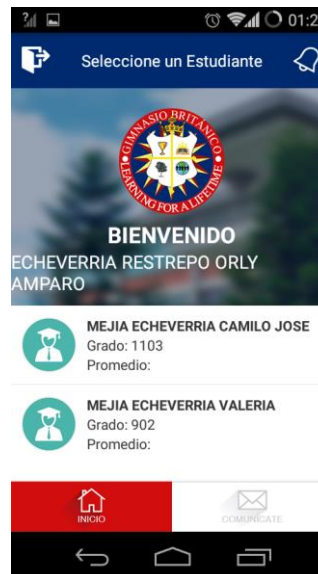 01:2
Seleccione un Estudiante
GIMNASIO BRITANICO
LEARNING FOR A LIFETIME
BIENVENIDO
ECHEVERRIA RESTREPO ORLY
AMPARO
MEJIA ECHEVERRIA CAMILO JOSE
Grado: 1103
Promedio:
MEJIA ECHEVERRIA VALERIA
Grado: 902
Promedio:
INICIO
COMUNICATE